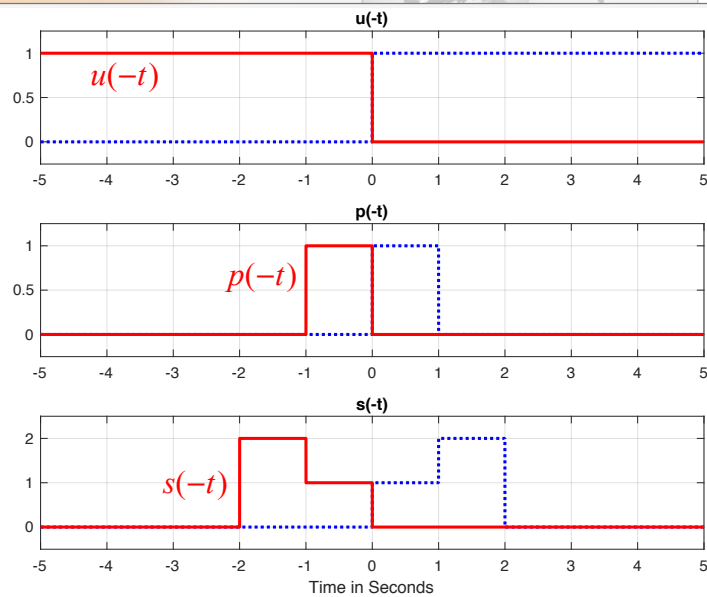 u(-t)
1
0.5
0
u(−t)
-5 -4 -3 -2 -1 0 1 2 3 4 5
p(-t)
1
0.5
0
p(−t)
-5 -4 -3 -2 -1 0 1 2 3 4 5
s(-t)
2
1
0
s(−t)
-5 -4 -3 -2 -1 0 1 2 3 4 5
Time in Seconds